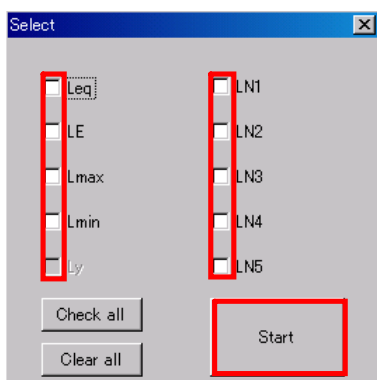 Select
Leq
LE
Lmax
Lmin
Ly
LN1
LN2
LN3
LN4
LN5
Check all
Clear all
Start